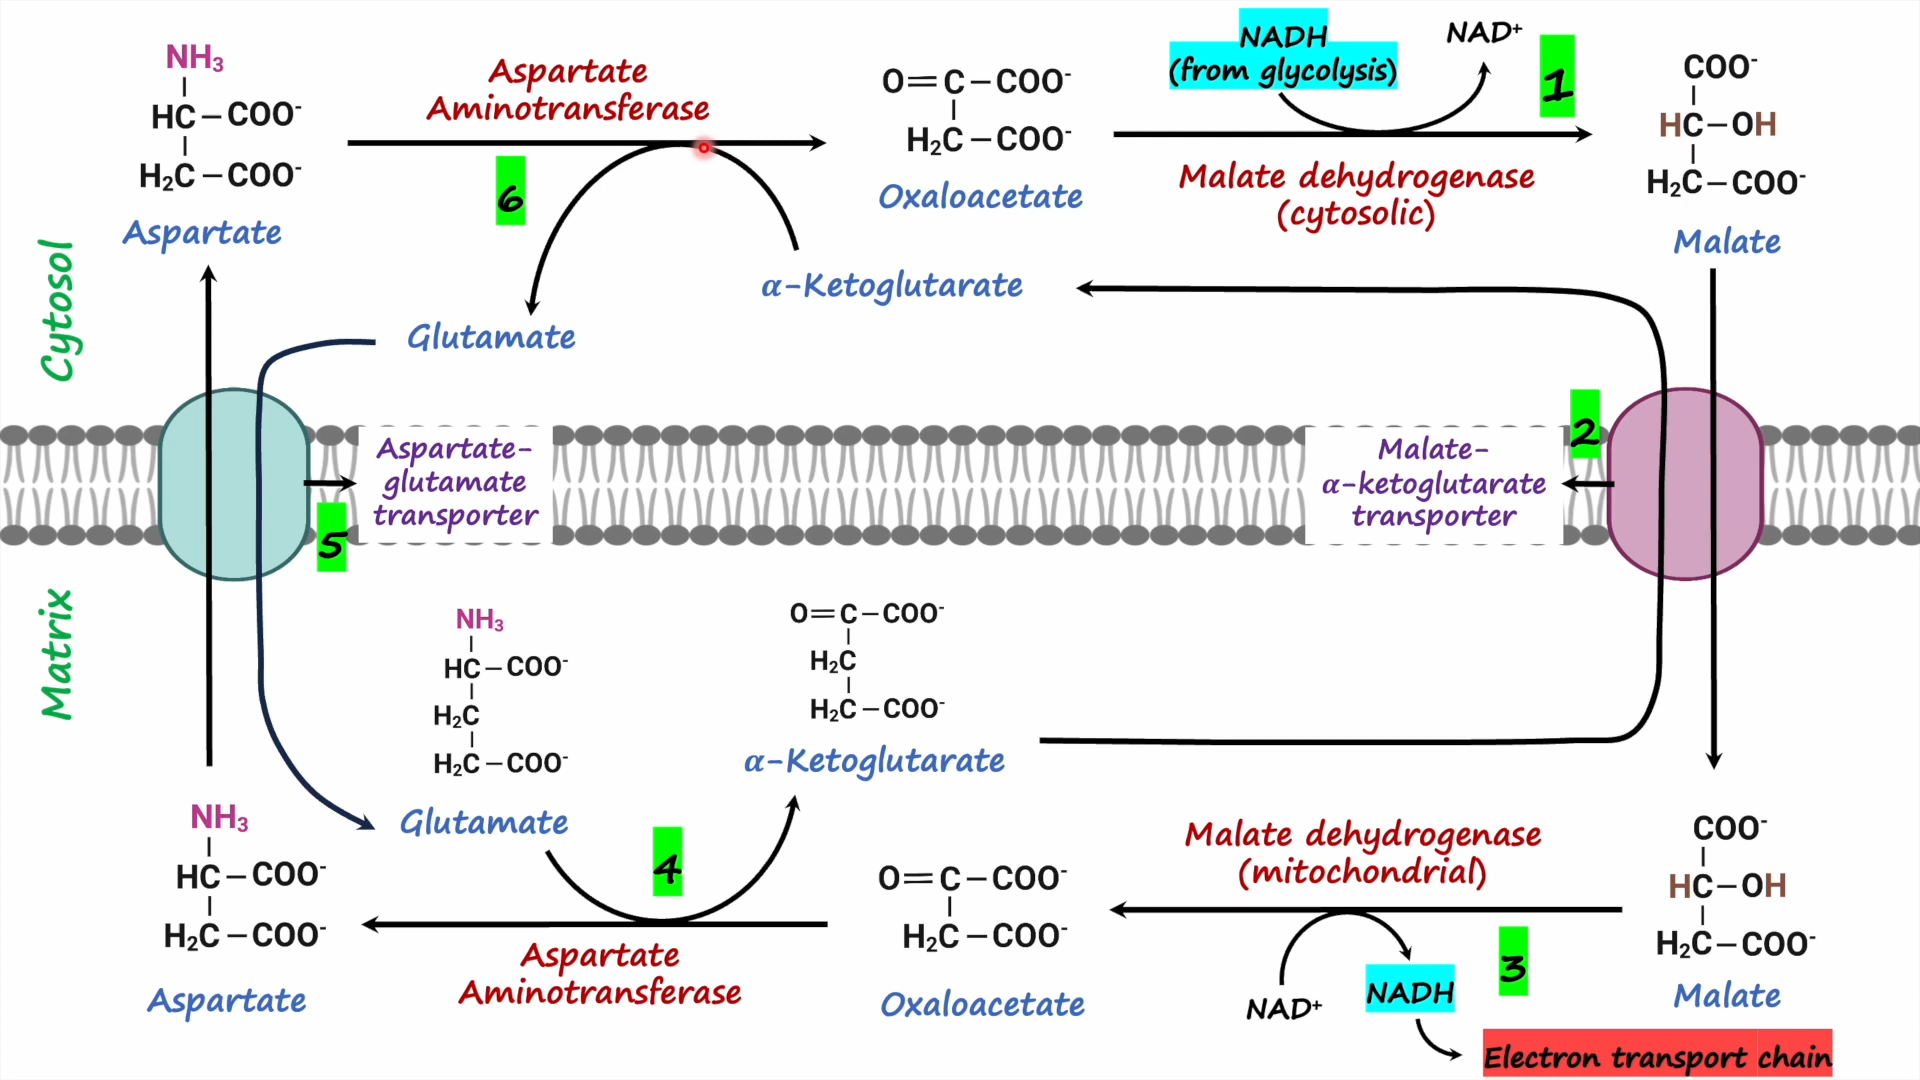 NH₃
HC–COO⁻
H₂C–COO⁻
Aspartate
Aspartate
Aminotransferase
6
O=C–COO⁻
H₂C–COO⁻
Oxaloacetate
NADH
(from glycolysis)
NAD⁺
1
Malate dehydrogenase
(cytosolic)
COO⁻
HC–OH
H₂C–COO⁻
Malate
Cytosol
Glutamate
α-Ketoglutarate
Aspartate-
glutamate
transporter
5
Malate-
α-ketoglutarate
transporter
2
Matrix
NH₃
HC–COO⁻
H₂C
H₂C–COO⁻
Glutamate
O=C–COO⁻
H₂C
H₂C–COO⁻
α-Ketoglutarate
NH₃
HC–COO⁻
H₂C–COO⁻
Aspartate
4
Aspartate
Aminotransferase
O=C–COO⁻
H₂C–COO⁻
Oxaloacetate
Malate dehydrogenase
(mitochondrial)
NAD⁺
NADH
3
COO⁻
HC–OH
H₂C–COO⁻
Malate
Electron transport chain